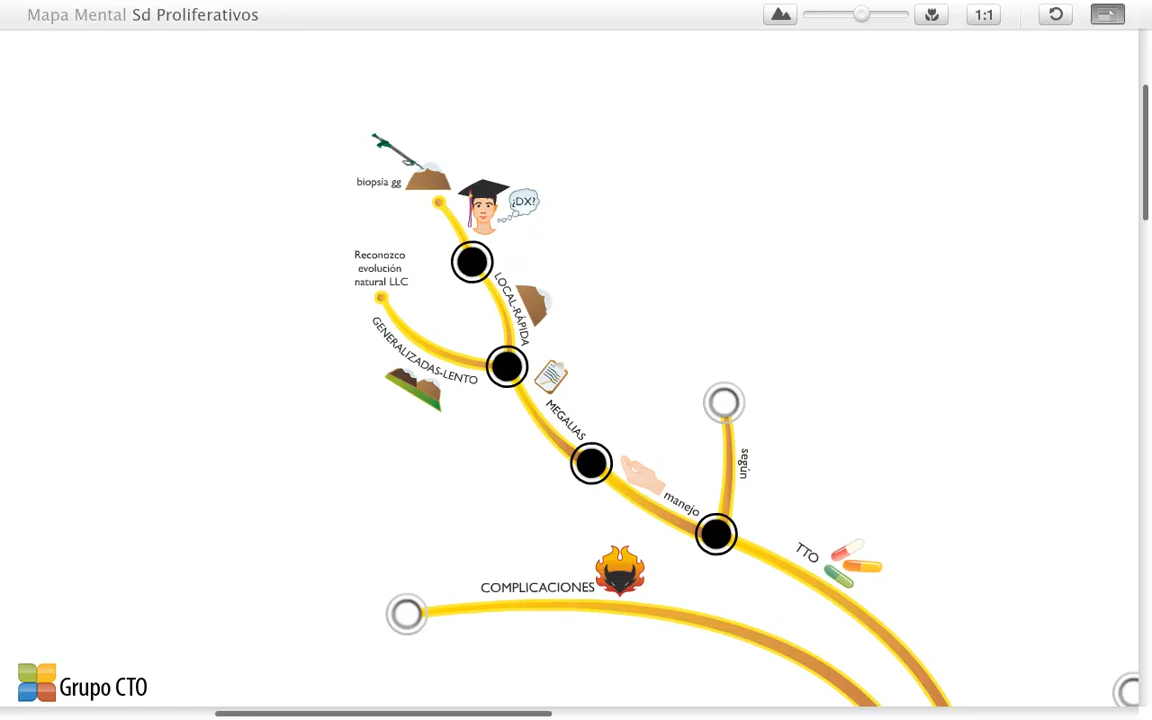 Mapa Mental Sd Proliferativos
1:1
biopsia gg
¿DX?
Reconozco
evolución
natural LLC
LOCAL-RÁPIDA
GENERALIZADAS-LENTO
MEGALIAS
según
manejo
TTO
COMPLICACIONES
Grupo CTO